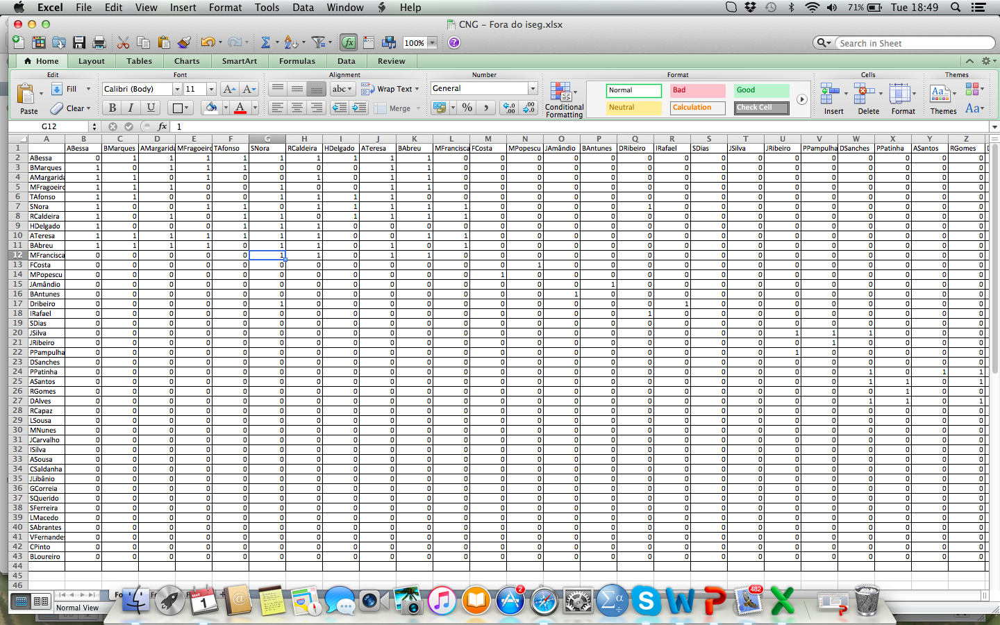 Excel File Edit View Insert Format Tools Data Window Help 71% Tue 18:49
CNG - Fora do iseg.xlsx
100% Search in Sheet
Home Layout Tables Charts SmartArt Formulas Data Review
Edit Font Alignment Number Format Cells Themes
Fill Calibri (Body) 11 A A abc Wrap Text General Normal Bad Good
Paste Clear B I U A Merge % , .0 .00 .00 .0 Conditional Formatting Neutral Calculation Check Cell Insert Delete Format Themes Aa
G12 fx 1
A B C D E F G H I J K L M N O P Q R S T U V W X Y Z
1 ABessa BMarques AMargarida MFragoeiro TAfonso SNora RCaldeira HDelgado ATeresa BAbreu MFrancisca FCosta MPopescu JAmândio BAntunes DRibeiro IRafael SDias JSilva JRibeiro PPampulha DSanches PPatinha ASantos RGomes
2 ABessa 0 1 1 1 1 1 1 1 1 1 0 0 0 0 0 0 0 0 0 0 0 0 0 0 0
3 BMarques 1 0 1 1 1 0 0 0 1 1 0 0 0 0 0 0 0 0 0 0 0 0 0 0 0
4 AMargarida 1 1 0 1 0 0 1 0 1 1 0 0 0 0 0 0 0 0 0 0 0 0 0 0 0
5 MFragoeiro 1 1 1 0 0 1 0 0 1 1 0 0 0 0 0 0 0 0 0 0 0 0 0 0 0
6 TAfonso 1 1 0 0 0 1 1 1 1 0 0 0 0 0 0 0 0 0 0 0 0 0 0 0 0
7 SNora 1 0 0 1 1 0 1 1 1 1 1 0 0 0 0 1 0 0 0 0 0 0 0 0 0
8 RCaldeira 1 0 1 0 1 1 0 1 1 1 1 0 0 0 0 0 0 0 0 0 0 0 0 0 0
9 HDelgado 1 0 0 0 1 1 1 0 0 0 0 0 0 0 0 0 0 0 0 0 0 0 0 0 0
10 ATeresa 1 1 1 1 1 1 1 0 0 1 1 0 0 0 0 0 0 0 0 0 0 0 0 0 0
11 BAbreu 1 1 1 1 0 1 1 0 1 0 1 0 0 0 0 0 0 0 0 0 0 0 0 0 0
12 MFrancisca 0 0 0 0 0 1 1 0 1 1 0 0 0 0 0 0 0 0 0 0 0 0 0 0 0
13 FCosta 0 0 0 0 0 0 0 0 0 0 0 0 1 0 0 0 0 0 0 0 0 0 0 0 0
14 MPopescu 0 0 0 0 0 0 0 0 0 0 0 1 0 0 0 0 0 0 0 0 0 0 0 0 0
15 JAmândio 0 0 0 0 0 0 0 0 0 0 0 0 0 0 1 0 0 0 0 0 0 0 0 0 0
16 BAntunes 0 0 0 0 0 0 0 0 0 0 0 0 0 1 0 0 0 0 0 0 0 0 0 0 0
17 Dribeiro 0 0 0 0 0 1 0 0 0 0 0 0 0 0 0 0 1 0 0 0 0 0 0 0 0
18 IRafael 0 0 0 0 0 0 0 0 0 0 0 0 0 0 0 1 0 0 0 0 0 0 0 0 0
19 SDias 0 0 0 0 0 0 0 0 0 0 0 0 0 0 0 0 0 0 0 0 0 0 0 0 0
20 JSilva 0 0 0 0 0 0 0 0 0 0 0 0 0 0 0 0 0 0 0 1 1 1 0 0 0
21 JRibeiro 0 0 0 0 0 0 0 0 0 0 0 0 0 0 0 0 0 0 0 0 1 0 0 0 0
22 PPampulha 0 0 0 0 0 0 0 0 0 0 0 0 0 0 0 0 0 0 0 1 0 0 0 0 0
23 DSanches 0 0 0 0 0 0 0 0 0 0 0 0 0 0 0 0 0 0 0 0 0 0 0 0 0
24 PPatinha 0 0 0 0 0 0 0 0 0 0 0 0 0 0 0 0 0 0 0 0 0 1 0 1 1
25 ASantos 0 0 0 0 0 0 0 0 0 0 0 0 0 0 0 0 0 0 0 0 0 1 1 0 1
26 RGomes 0 0 0 0 0 0 0 0 0 0 0 0 0 0 0 0 0 0 0 0 0 0 1 0 0
27 DAlves 0 0 0 0 0 0 0 0 0 0 0 0 0 0 0 0 0 0 0 0 0 1 1 0 1
28 RCapaz 0 0 0 0 0 0 0 0 0 0 0 0 0 0 0 0 0 0 0 0 0 0 0 0 0
29 LSousa 0 0 0 0 0 0 0 0 0 0 0 0 0 0 0 0 0 0 0 0 0 0 0 0 0
30 MNunes 0 0 0 0 0 0 0 0 0 0 0 0 0 0 0 0 0 0 0 0 0 0 0 0 0
31 JCarvalho 0 0 0 0 0 0 0 0 0 0 0 0 0 0 0 0 0 0 0 0 0 0 0 0 0
32 ISilva 0 0 0 0 0 0 0 0 0 0 0 0 0 0 0 0 0 0 0 0 0 0 0 0 0
33 ASousa 0 0 0 0 0 0 0 0 0 0 0 0 0 0 0 0 0 0 0 0 0 0 0 0 0
34 CSaldanha 0 0 0 0 0 0 0 0 0 0 0 0 0 0 0 0 0 0 0 0 0 0 0 0 0
35 JLibânio 0 0 0 0 0 0 0 0 0 0 0 0 0 0 0 0 0 0 0 0 0 0 0 0 0
36 GCorreia 0 0 0 0 0 0 0 0 0 0 0 0 0 0 0 0 0 0 0 0 0 0 0 0 0
37 SQuerido 0 0 0 0 0 0 0 0 0 0 0 0 0 0 0 0 0 0 0 0 0 0 0 0 0
38 SFerreira 0 0 0 0 0 0 0 0 0 0 0 0 0 0 0 0 0 0 0 0 0 0 0 0 0
39 LMacedo 0 0 0 0 0 0 0 0 0 0 0 0 0 0 0 0 0 0 0 0 0 0 0 0 0
40 SAbrantes 0 0 0 0 0 0 0 0 0 0 0 0 0 0 0 0 0 0 0 0 0 0 0 0 0
41 VFernandes 0 0 0 0 0 0 0 0 0 0 0 0 0 0 0 0 0 0 0 0 0 0 0 0 0
42 CPinto 0 0 0 0 0 0 0 0 0 0 0 0 0 0 0 0 0 0 0 0 0 0 0 0 0
43 BLoureiro 0 0 0 0 0 0 0 0 0 0 0 0 0 0 0 0 0 0 0 0 0 0 0 0 0
44
45
46
Fo
Normal View
MAR 1 2 482